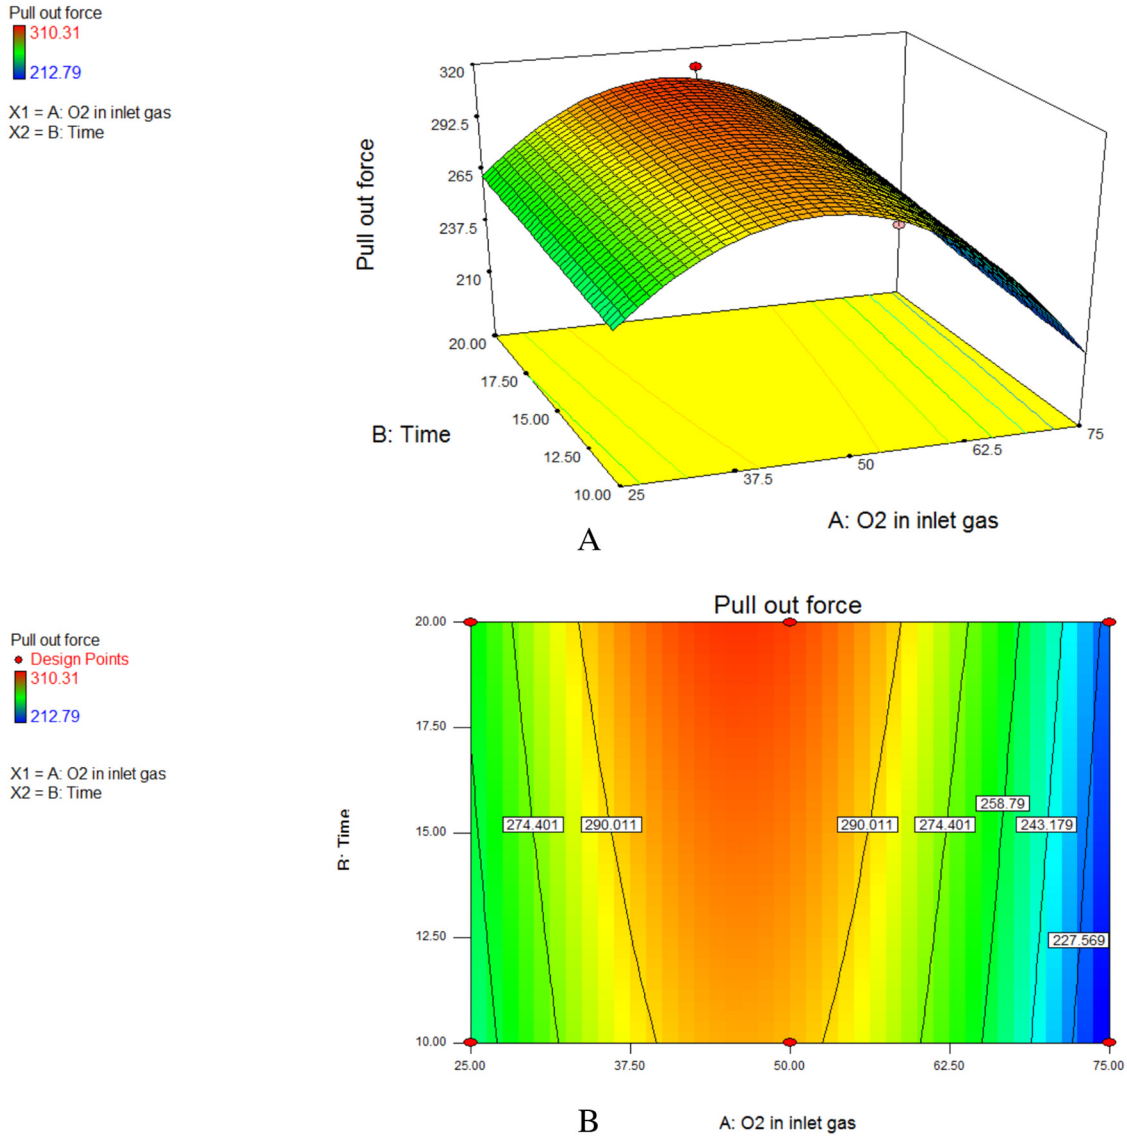 Pull out force
310.31
212.79
X1 = A: O2 in inlet gas
X2 = B: Time
320
292.5
265
237.5
210
Pull out force
20.00
17.50
15.00
12.50
10.00
B: Time
25
37.5
50
62.5
75
A: O2 in inlet gas
A
Pull out force
Pull out force
Design Points
310.31
212.79
X1 = A: O2 in inlet gas
X2 = B: Time
20.00
17.50
15.00
12.50
10.00
B: Time
274.401
290.011
290.011
274.401
258.79
243.179
227.569
25.00
37.50
50.00
62.50
75.00
B
A: O2 in inlet gas